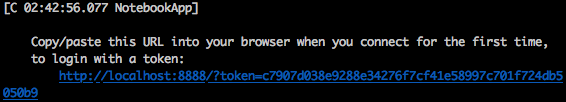 [C 02:42:56.077 NotebookApp]
Copy/paste this URL into your browser when you connect for the first time,
to login with a token:
http://localhost:8888/?token=c7907d038e9288e34276f7cf41e58997c701f724db5
050b9